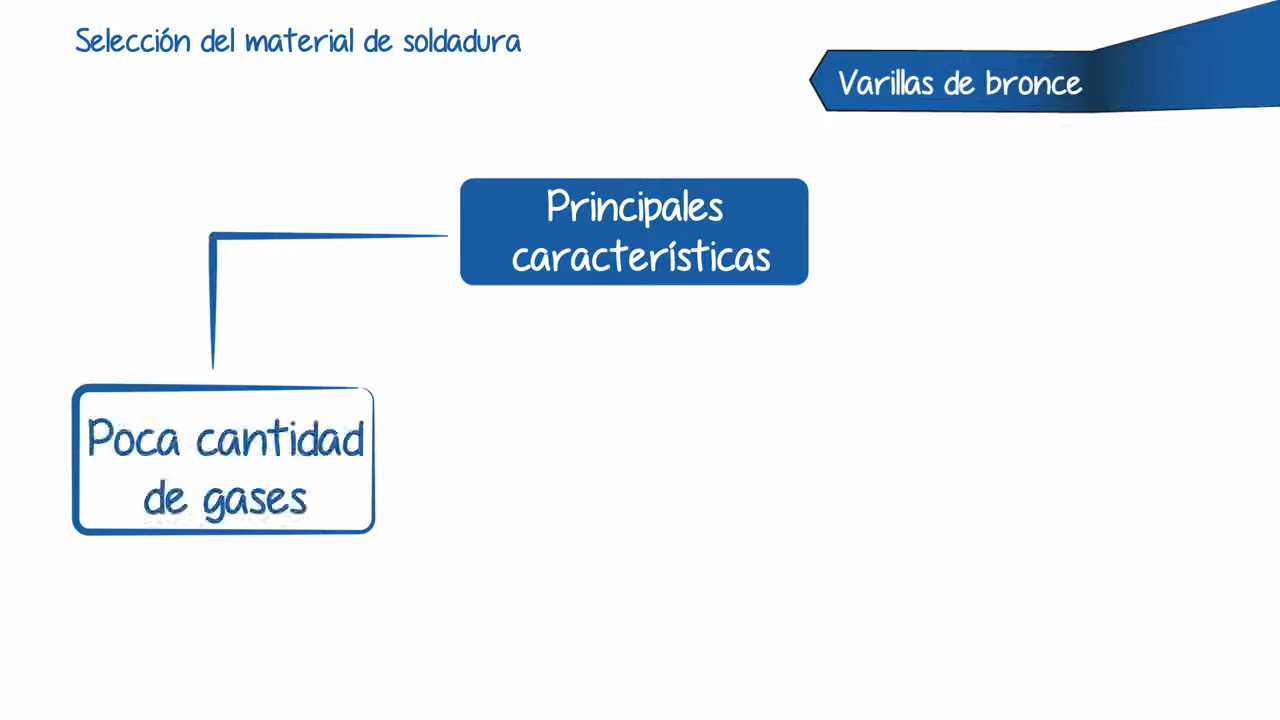 Selección del material de soldadura
Varillas de bronce
Principales
características
Poca cantidad
de gases